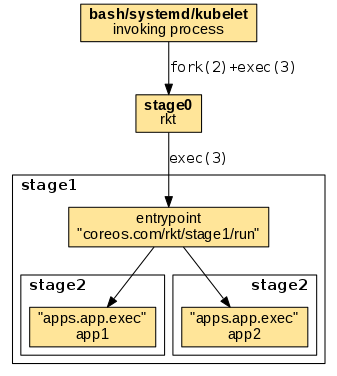 bash/systemd/kubelet
invoking process
fork(2)+exec(3)
stage0
rkt
exec(3)
stage1
entrypoint
"coreos.com/rkt/stage1/run"
stage2
stage2
"apps.app.exec"
app1
"apps.app.exec"
app2